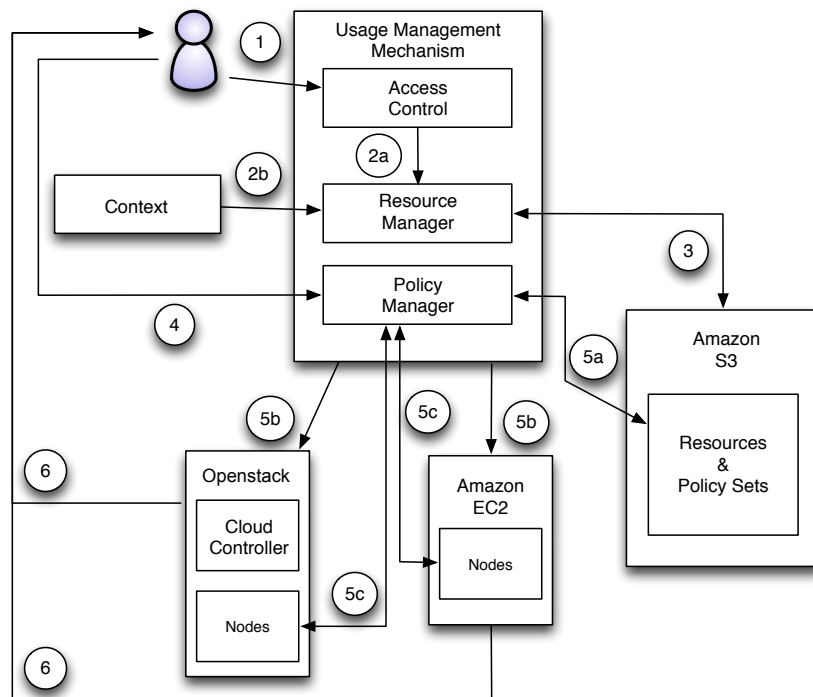 Usage Management
Mechanism
1
Access
Control
2a
2b
Context
Resource
Manager
3
Policy
Manager
4
Amazon
S3
5a
Resources
&
Policy Sets
5b
5c
5b
6
Openstack
Cloud
Controller
Amazon
EC2
Nodes
5c
Nodes
6